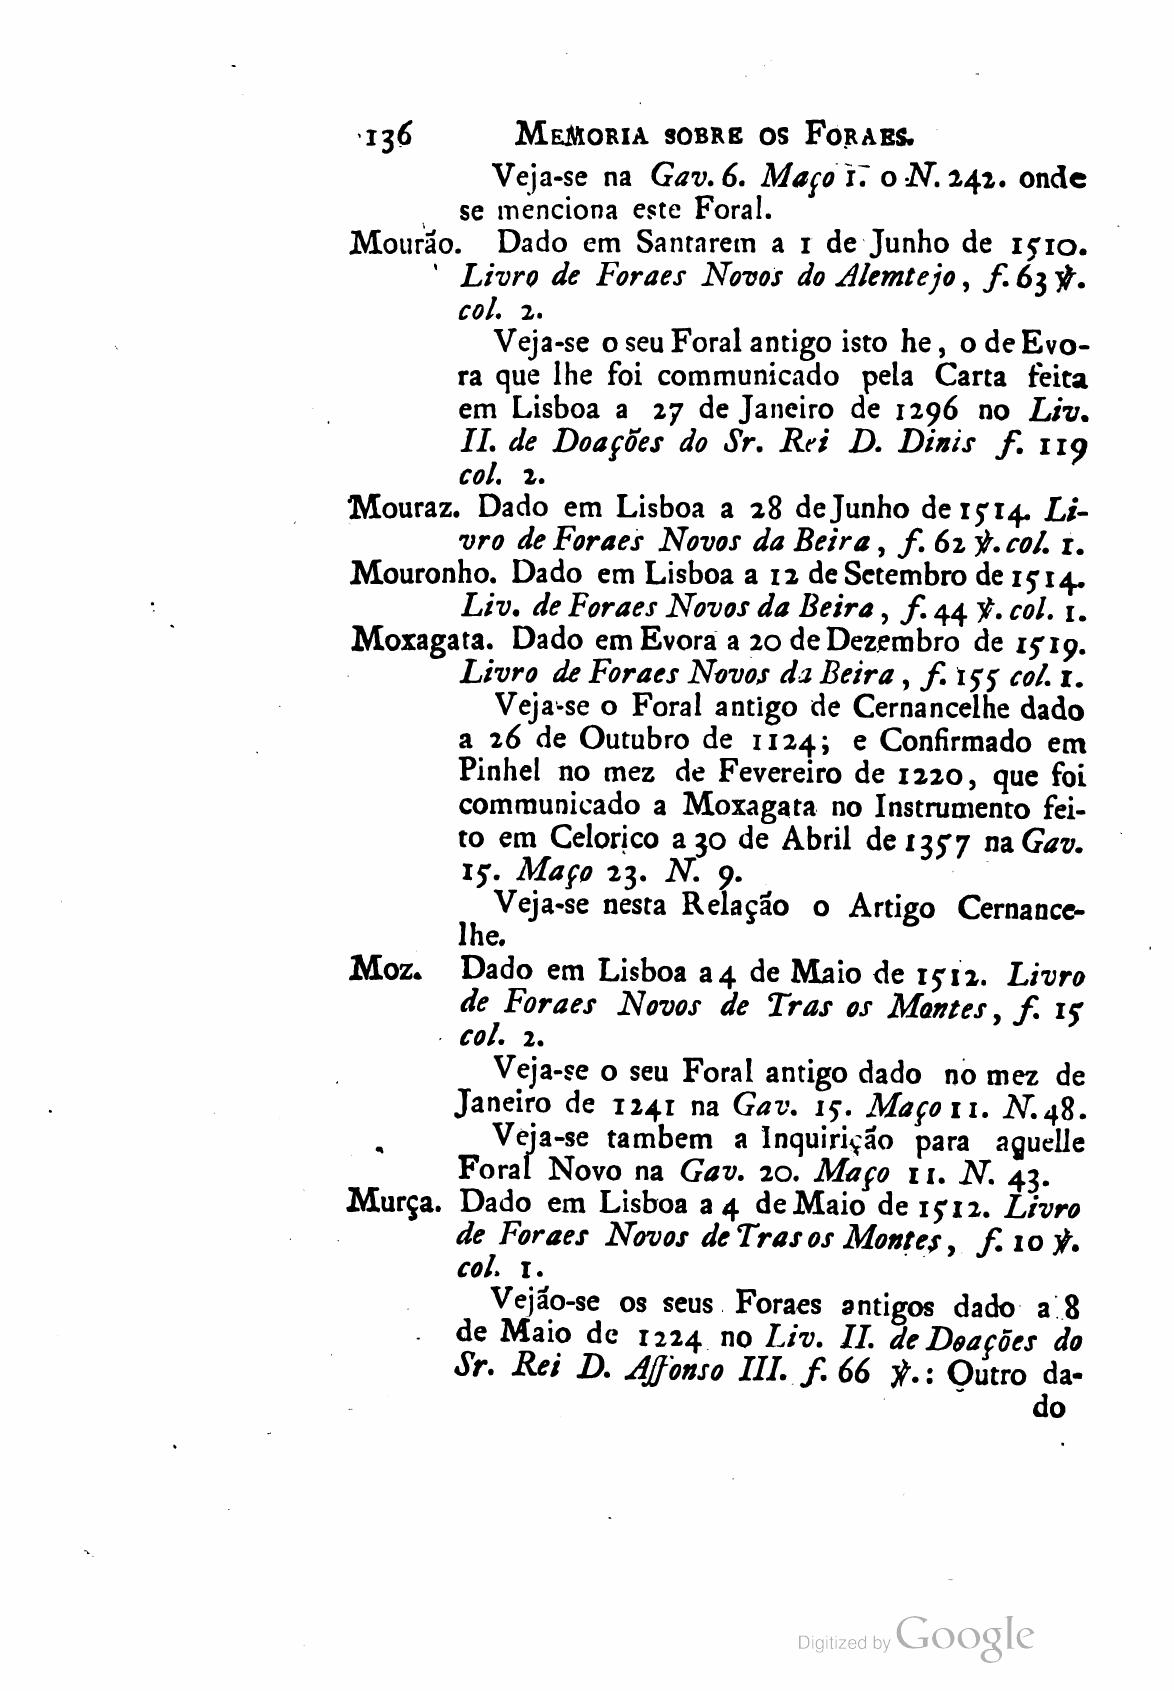 136 MEMORIA SOBRE OS FORAES.
Veja-se na Gav. 6. Maço 1. o N. 242. onde
se menciona este Foral.
Mourão. Dado em Santarem a 1 de Junho de 1510.
Livro de Foraes Novos do Alemtejo, f. 63 ℣.
col. 2.
Veja-se o seu Foral antigo isto he, o de Evo-
ra que lhe foi communicado pela Carta feita
em Lisboa a 27 de Janeiro de 1296 no Liv.
II. de Doações do Sr. Rei D. Dinis f. 119
col. 2.
Mouraz. Dado em Lisboa a 28 de Junho de 1514. Li-
vro de Foraes Novos da Beira, f. 62 ℣. col. 1.
Mouronho. Dado em Lisboa a 12 de Setembro de 1514.
Liv. de Foraes Novos da Beira, f. 44 ℣. col. 1.
Moxagata. Dado em Evora a 20 de Dezembro de 1519.
Livro de Foraes Novos da Beira, f. 155 col. 1.
Veja-se o Foral antigo de Cernancelhe dado
a 26 de Outubro de 1124; e Confirmado em
Pinhel no mez de Fevereiro de 1220, que foi
communicado a Moxagata no Instrumento fei-
to em Celorico a 30 de Abril de 1357 na Gav.
15. Maço 23. N. 9.
Veja-se nesta Relação o Artigo Cernance-
lhe.
Moz. Dado em Lisboa a 4 de Maio de 1512. Livro
de Foraes Novos de Tras os Montes, f. 15
col. 2.
Veja-se o seu Foral antigo dado no mez de
Janeiro de 1241 na Gav. 15. Maço 11. N. 48.
Veja-se tambem a Inquirição para aquelle
Foral Novo na Gav. 20. Maço 11. N. 43.
Murça. Dado em Lisboa a 4 de Maio de 1512. Livro
de Foraes Novos de Tras os Montes, f. 10 ℣.
col. 1.
Vejão-se os seus Foraes antigos dado a 8
de Maio de 1224 no Liv. II. de Doações do
Sr. Rei D. Affonso III. f. 66 ℣.: Outro da-
do
Digitized by Google